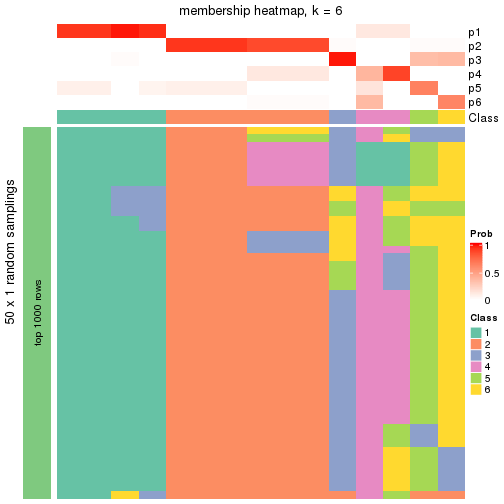 membership heatmap, k = 6
p1
p2
p3
p4
p5
p6
Class
50 x 1 random samplings
top 1000 rows
Prob
1
0.5
0
Class
1
2
3
4
5
6